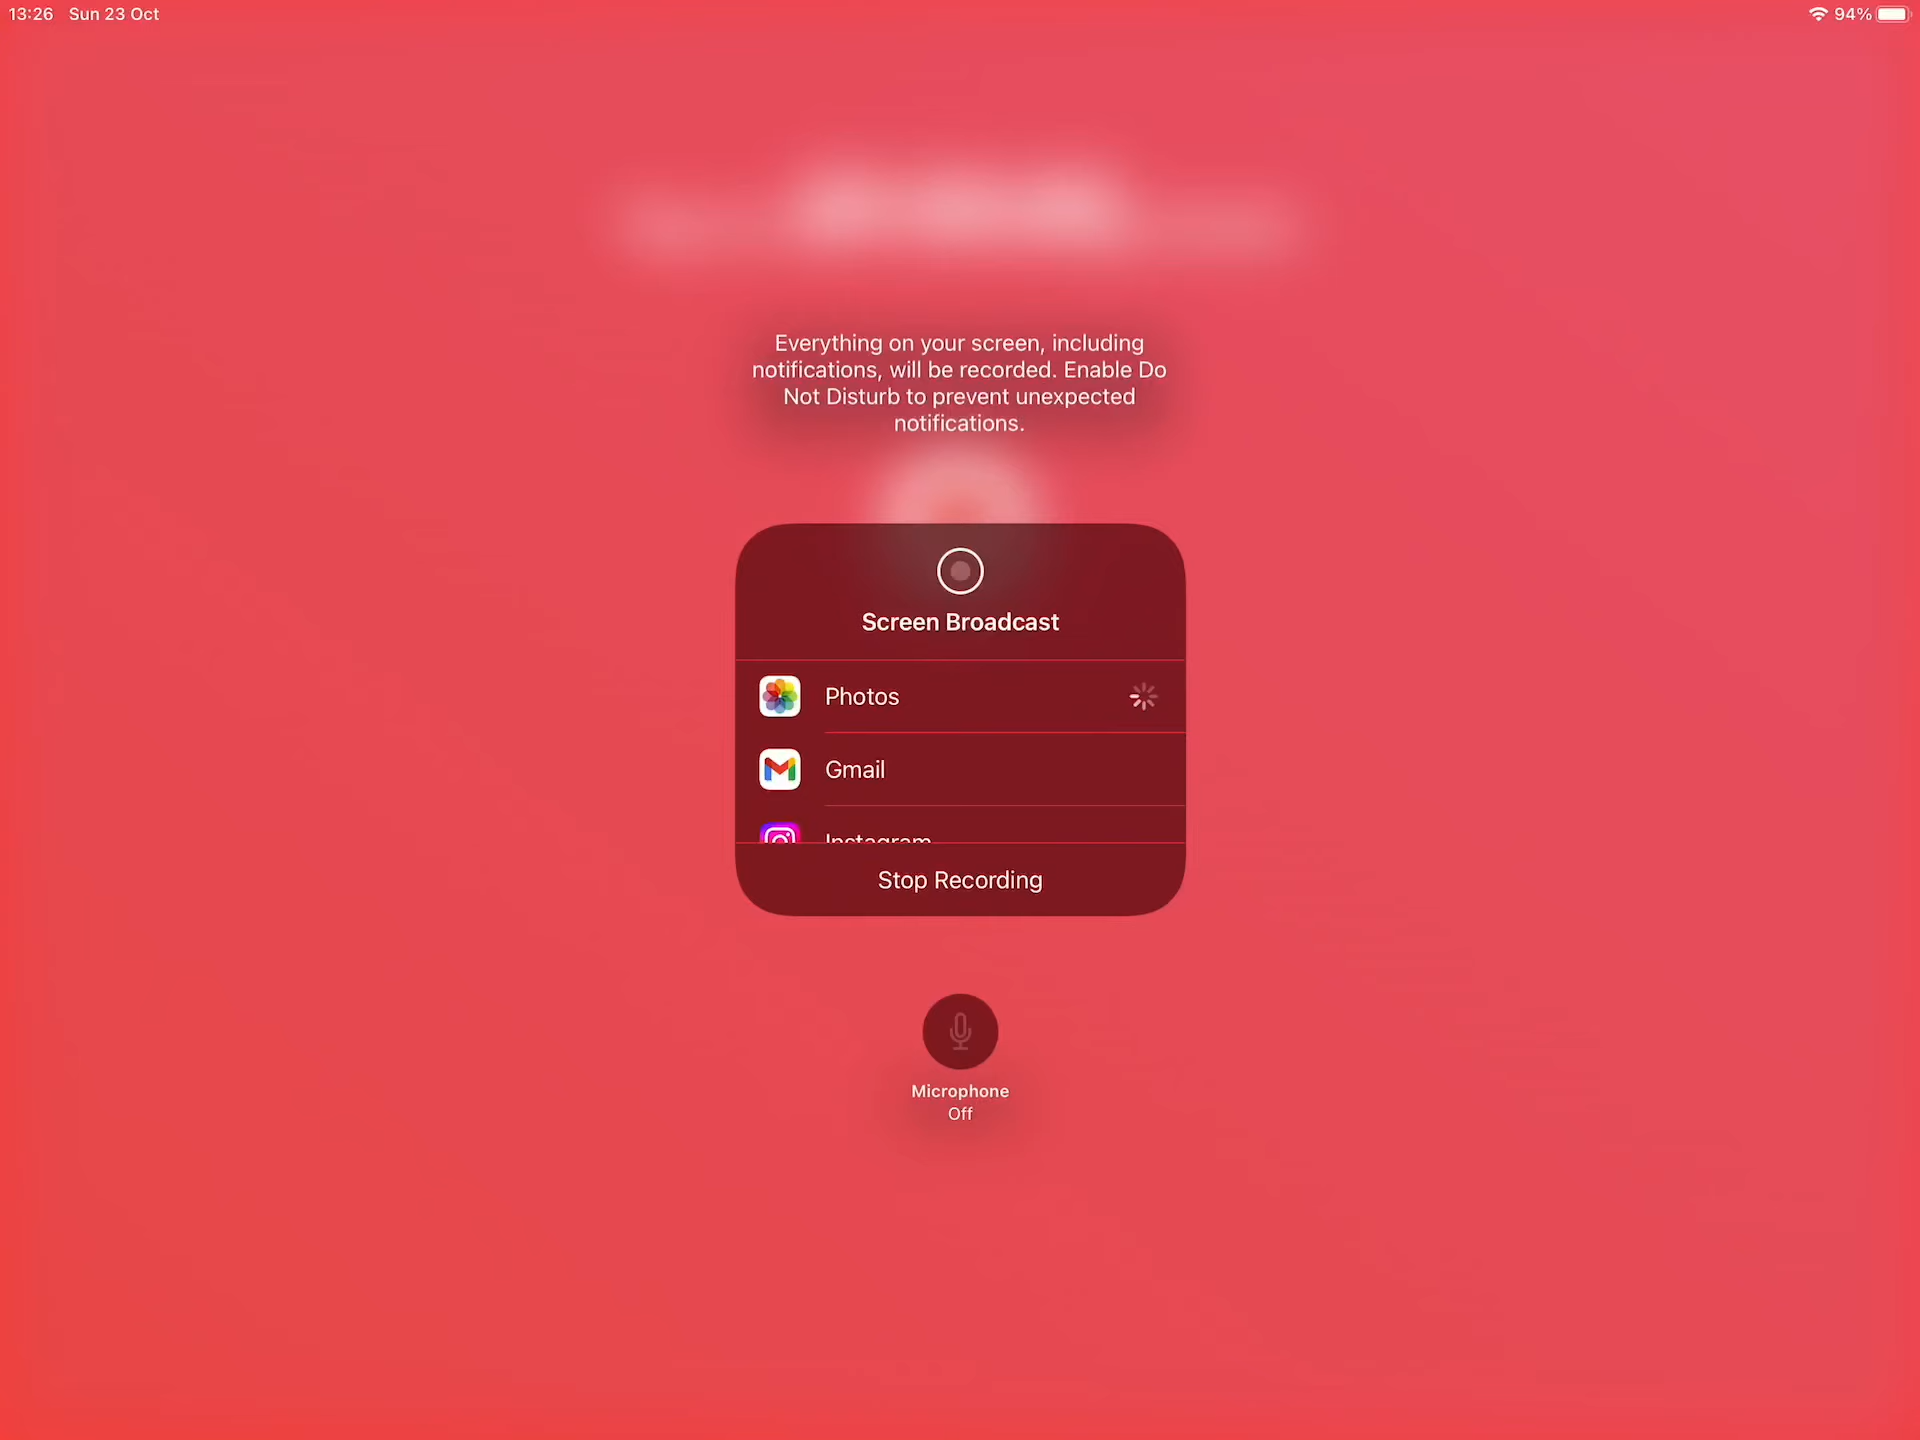 13:26 Sun 23 Oct 94%
Everything on your screen, including
notifications, will be recorded. Enable Do
Not Disturb to prevent unexpected
notifications.
Screen Broadcast
Photos
Gmail
Instagram
Stop Recording
Microphone
Off